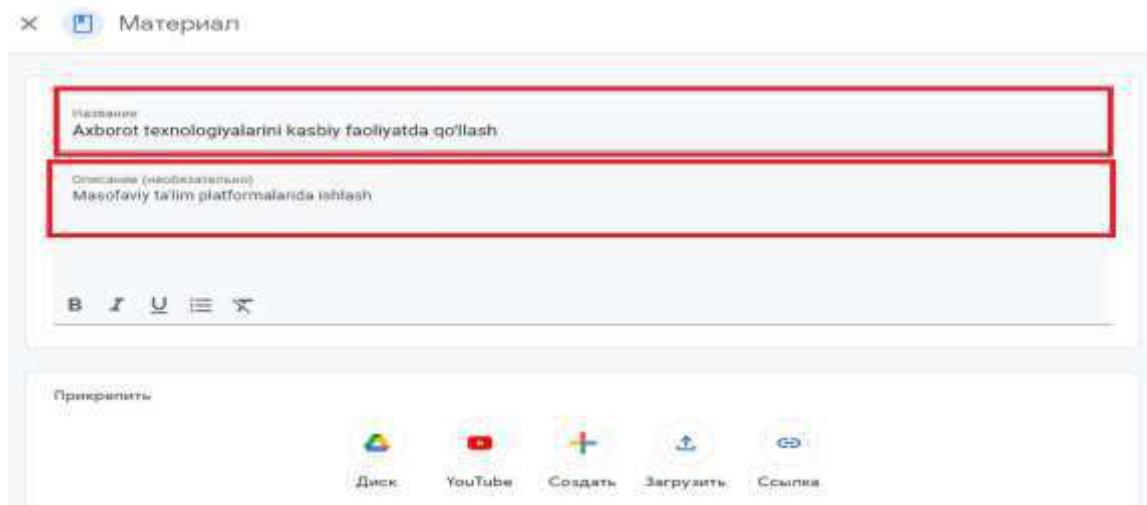 Материал
Название
Axborot texnologiyalarini kasbiy faoliyatda qo'llash
Описание (необязательно)
Masofaviy ta'lim platformalarida ishlash
B I U
Прикрепить
Диск YouTube Создать Загрузить Ссылка